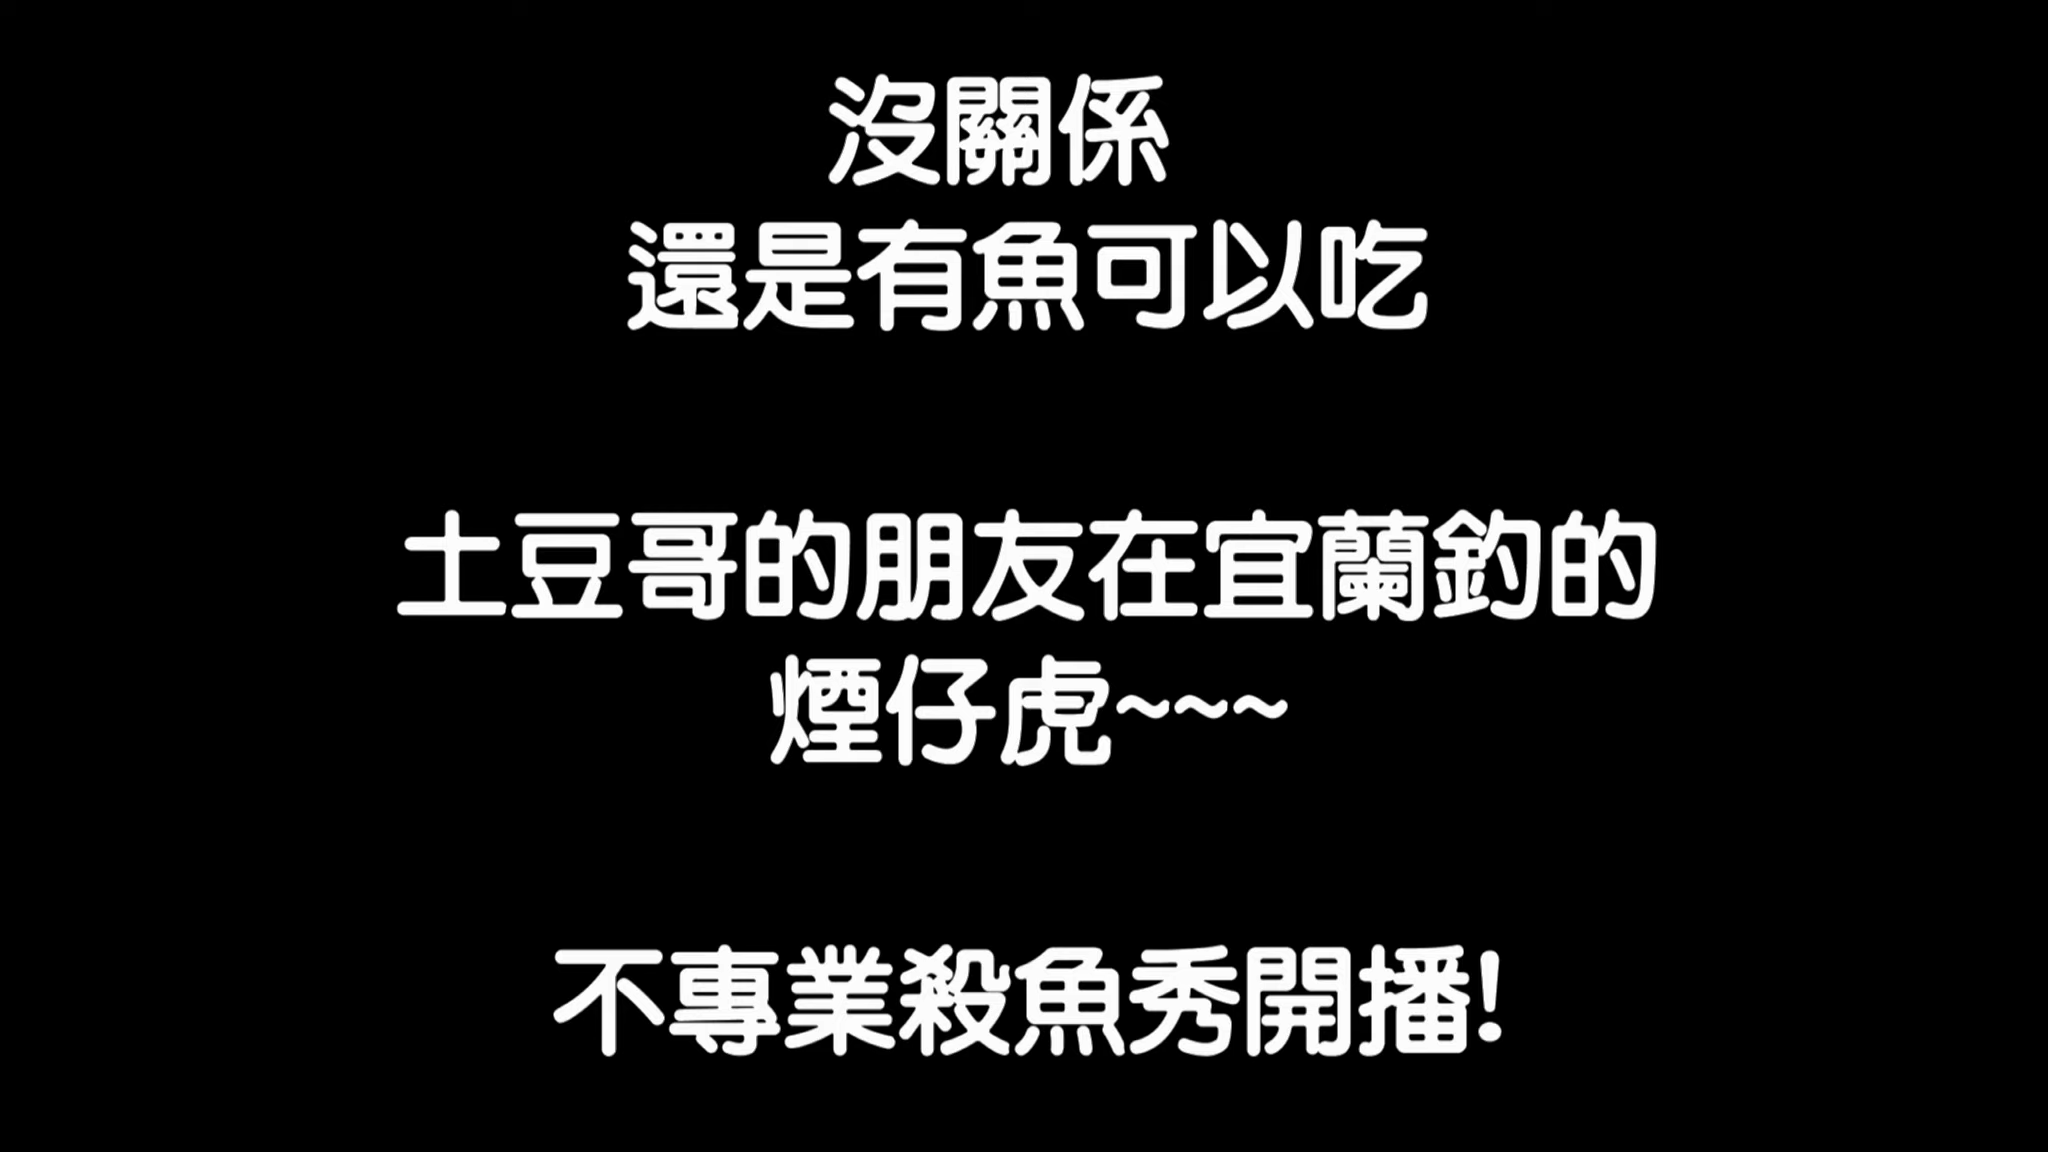 沒關係
還是有魚可以吃
土豆哥的朋友在宜蘭釣的
煙仔虎~~~
不專業殺魚秀開播!